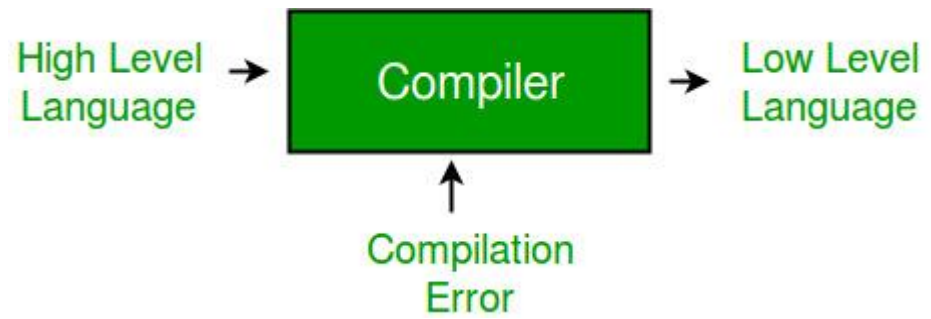 High Level
Language
Compiler
Low Level
Language
Compilation
Error